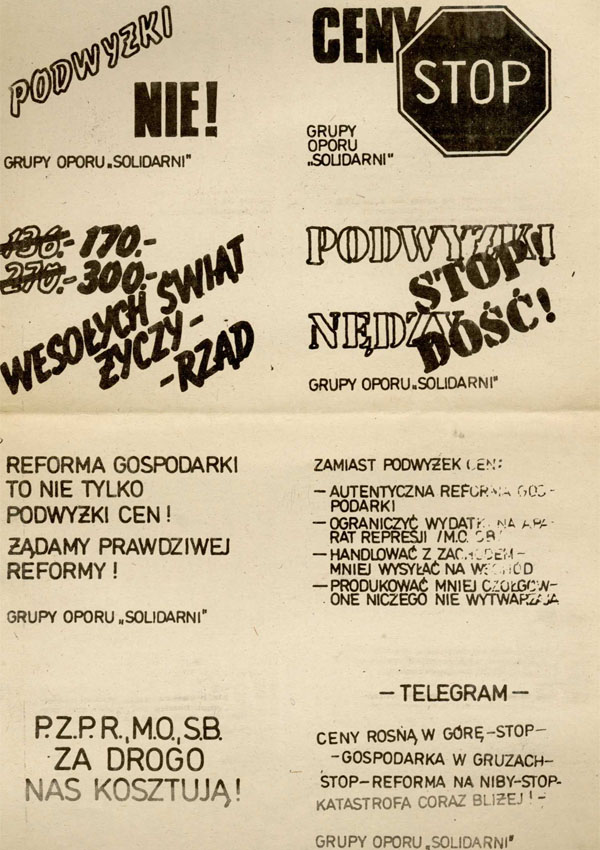 PODWYŻKI
NIE!
GRUPY OPORU „SOLIDARNI"
CENY
STOP
GRUPY
OPORU
„SOLIDARNI"
136.- 170.-
270.- 300.-
WESOŁYCH ŚWIĄT
ŻYCZY-
-RZĄD
PODWYŻKI
STOP!
NĘDZY
DOŚĆ!
GRUPY OPORU „SOLIDARNI"
REFORMA GOSPODARKI
TO NIE TYLKO
PODWYŻKI CEN!
ŻĄDAMY PRAWDZIWEJ
REFORMY!
GRUPY OPORU „SOLIDARNI"
ZAMIAST PODWYŻEK CEN:
- AUTENTYCZNA REFORMA GOS-
PODARKI
- OGRANICZYĆ WYDATKI NA APA-
RAT REPRESJI /M.O. SB/
- HANDLOWAĆ Z ZACHODEM-
MNIEJ WYSYŁAĆ NA WSCHÓD
- PRODUKOWAĆ MNIEJ CZOŁGÓW-
ONE NICZEGO NIE WYTWARZAJĄ
P.Z.P.R., M.O., S.B.
ZA DROGO
NAS KOSZTUJĄ!
- TELEGRAM -
CENY ROSNĄ W GÓRĘ-STOP-
-GOSPODARKA W GRUZACH-
STOP-REFORMA NA NIBY-STOP-
KATASTROFA CORAZ BLIŻEJ!-
GRUPY OPORU „SOLIDARNI"